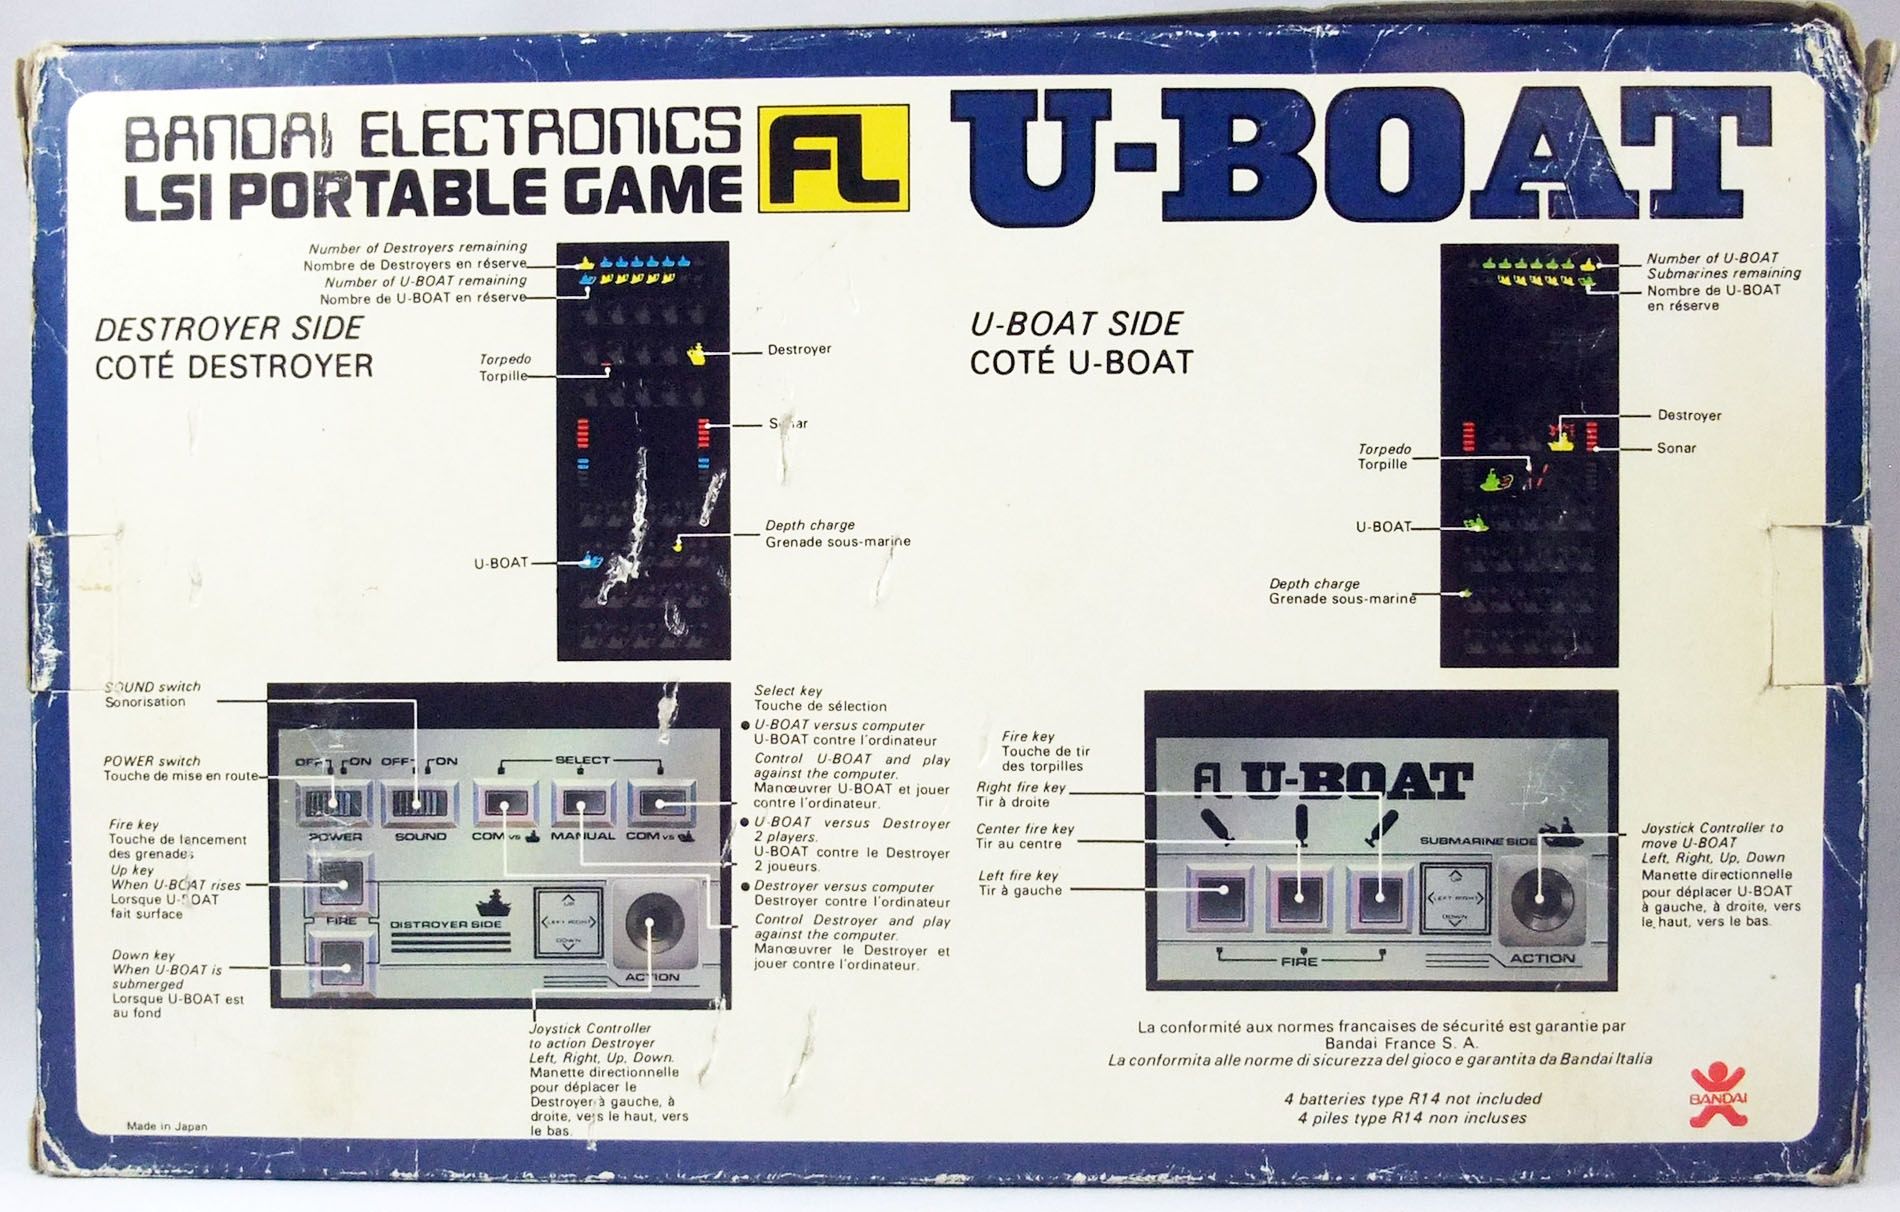 BANDAI ELECTRONICS
LSI PORTABLE GAME
FL
U-BOAT
Number of Destroyers remaining
Nombre de Destroyers en réserve
Number of U-BOAT remaining
Nombre de U-BOAT en réserve
DESTROYER SIDE
COTÉ DESTROYER
Torpedo
Torpille
Destroyer
Depth charge
Grenade sous-marine
U-BOAT
U-BOAT SIDE
COTÉ U-BOAT
Number of U-BOAT
Submarines remaining
Nombre de U-BOAT
en réserve
Destroyer
Sonar
Torpedo
Torpille
U-BOAT
Depth charge
Grenade sous-marine
SOUND switch
Sonorisation
POWER switch
Touche de mise en route
Fire key
Touche de lancement
des grenades
Up key
When U-BOAT rises
Lorsque U-BOAT
fait surface
Down key
When U-BOAT is
submerged
Lorsque U-BOAT est
au fond
OFF ON OFF ON SELECT
POWER SOUND COM vs MANUAL COM vs
FIRE
DISTROYER SIDE
UP
LEFT RIGHT
DOWN
ACTION
Joystick Controller
to action Destroyer
Left, Right, Up, Down.
Manette directionnelle
pour déplacer le
Destroyer à gauche, à
droite, vers le haut, vers
le bas.
Select key
Touche de sélection
● U-BOAT versus computer
U-BOAT contre l'ordinateur
Control U-BOAT and play
against the computer.
Manœuvrer U-BOAT et jouer
contre l'ordinateur.
● U-BOAT versus Destroyer
2 players.
U-BOAT contre le Destroyer
2 joueurs.
● Destroyer versus computer
Destroyer contre l'ordinateur
Control Destroyer and play
against the computer.
Manœuvrer le Destroyer et
jouer contre l'ordinateur.
Fire key
Touche de tir
des torpilles
Right fire key
Tir à droite
Center fire key
Tir au centre
Left fire key
Tir à gauche
FL U-BOAT
SUBMARINE SIDE
UP
LEFT RIGHT
DOWN
FIRE
ACTION
Joystick Controller to
move U-BOAT
Left, Right, Up, Down
Manette directionnelle
pour déplacer U-BOAT
à gauche, à droite, vers
le haut, vers le bas.
La conformité aux normes francaises de sécurité est garantie par
Bandai France S. A.
La conformita alle norme di sicurezza del gioco e garantita da Bandai Italia
4 batteries type R14 not included
4 piles type R14 non incluses
BANDAI
Made in Japan